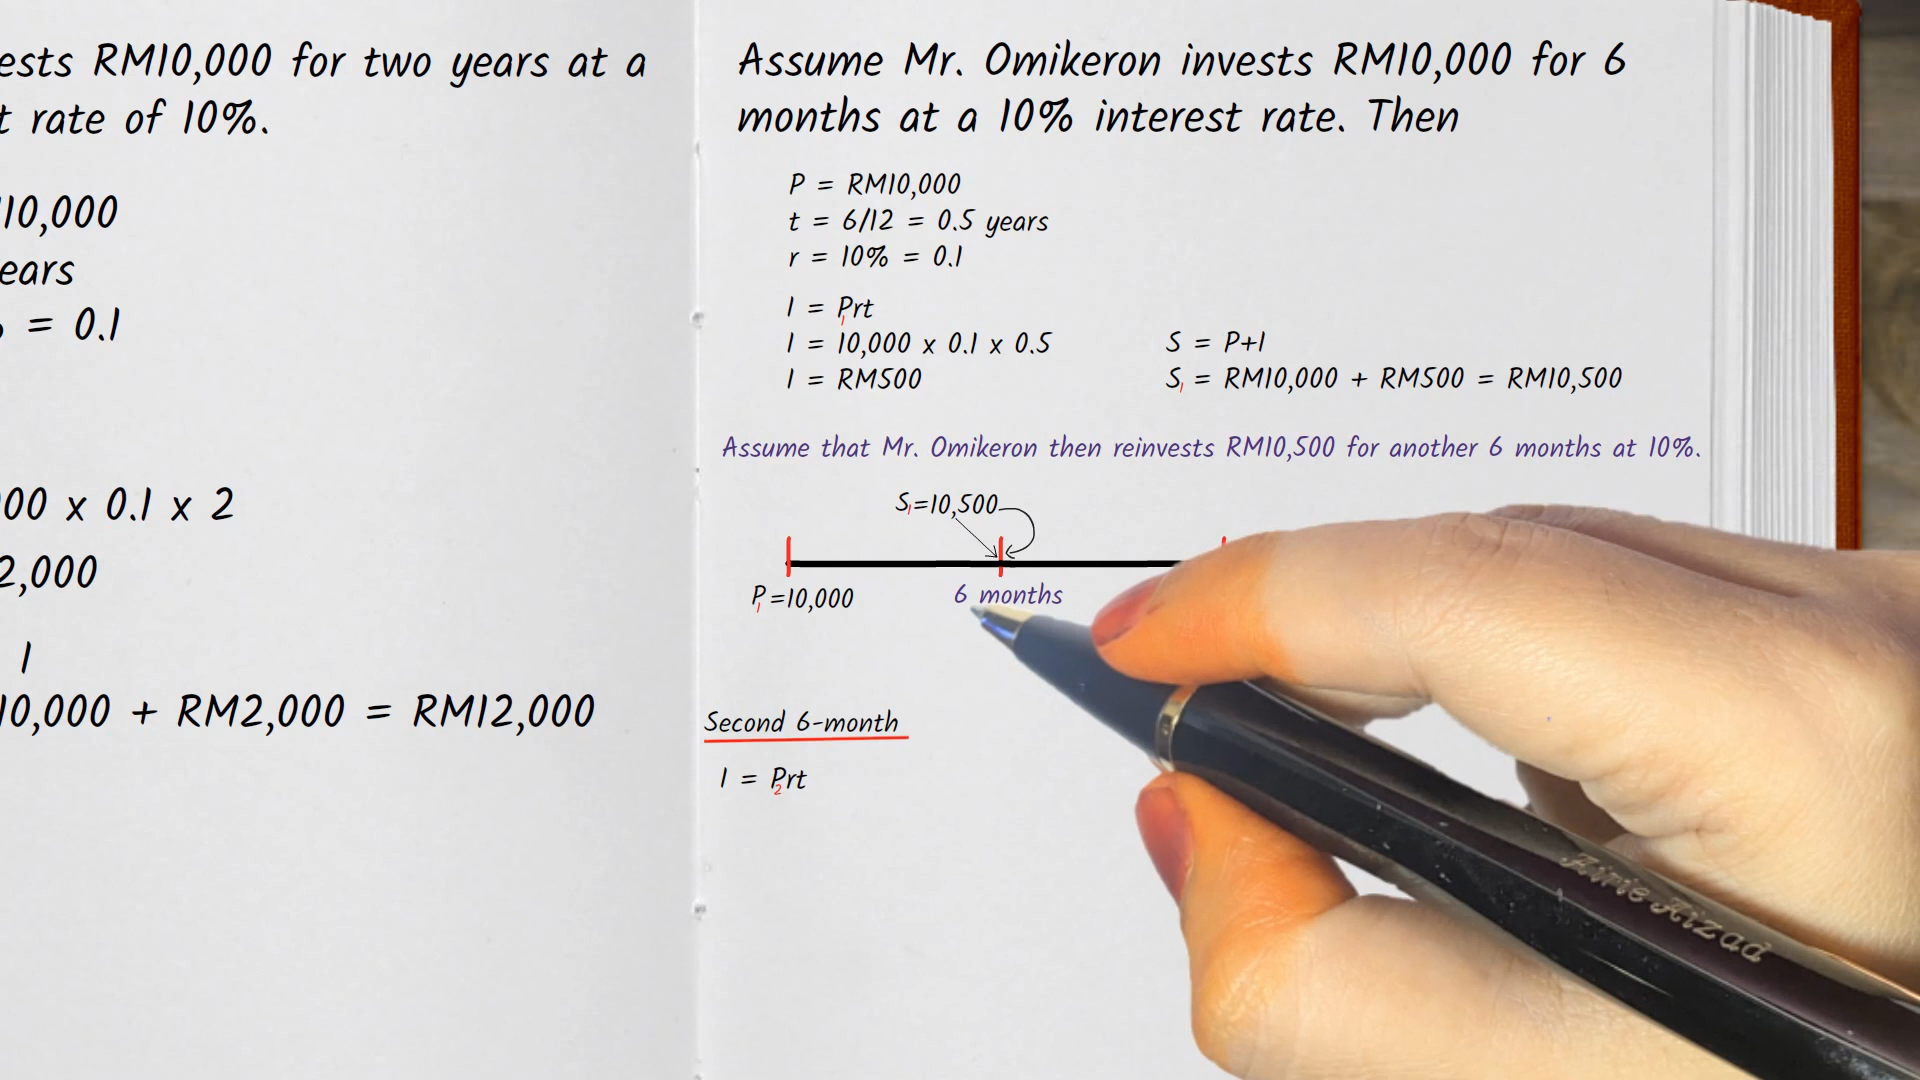 ests RM10,000 for two years at a
t rate of 10%.
10,000
ears
= 0.1
00 x 0.1 x 2
2,000
I
10,000 + RM2,000 = RM12,000
Assume Mr. Omikeron invests RM10,000 for 6
months at a 10% interest rate. Then
P = RM10,000
t = 6/12 = 0.5 years
r = 10% = 0.1
I = P₁rt
I = 10,000 x 0.1 x 0.5
I = RM500
S = P+I
S₁ = RM10,000 + RM500 = RM10,500
Assume that Mr. Omikeron then reinvests RM10,500 for another 6 months at 10%.
S₁=10,500
P₁=10,000
6 months
Second 6-month
I = P₂rt